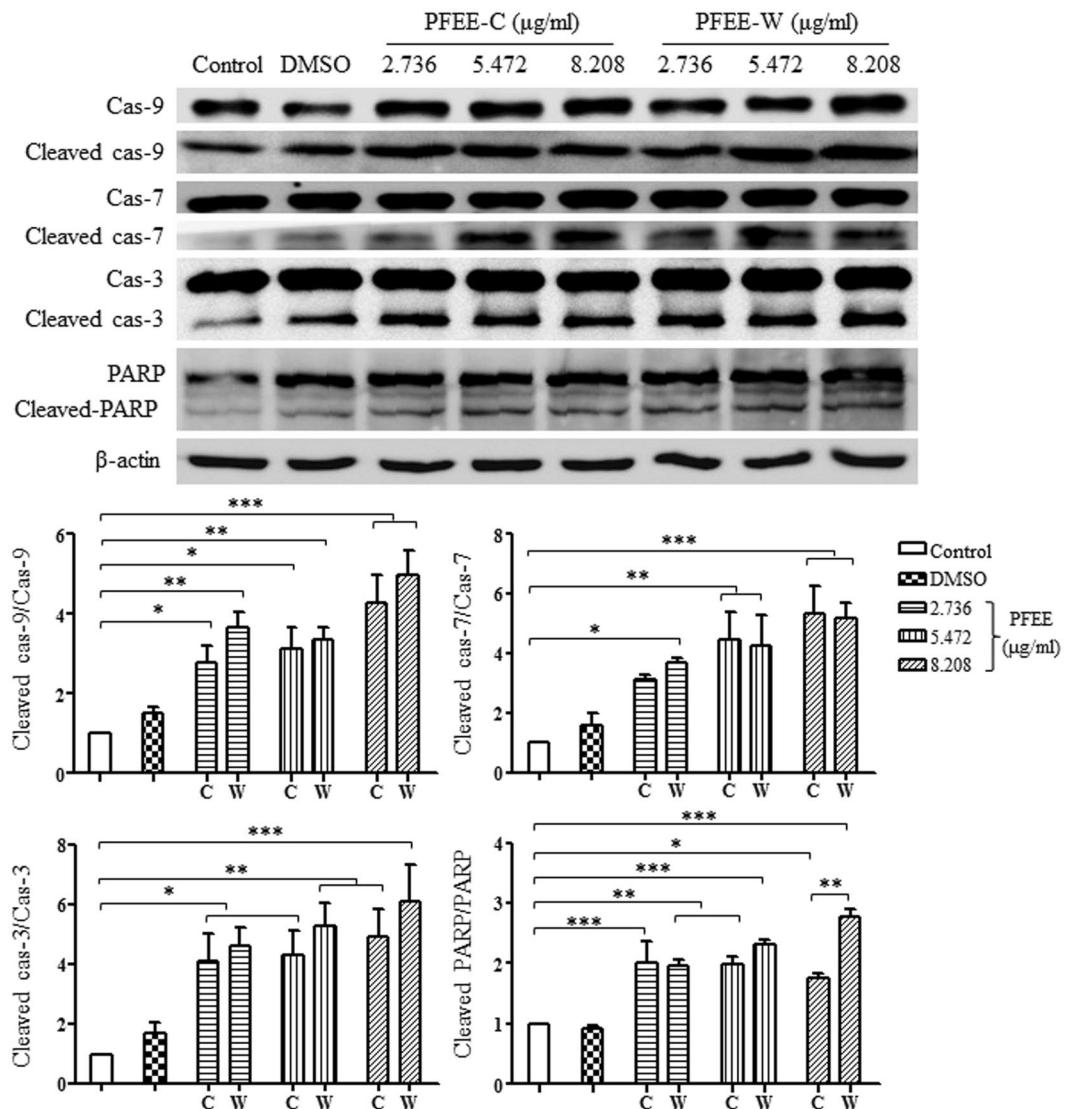 PFEE-C (µg/ml) PFEE-W (µg/ml)
Control DMSO 2.736 5.472 8.208 2.736 5.472 8.208
Cas-9
Cleaved cas-9
Cas-7
Cleaved cas-7
Cas-3
Cleaved cas-3
PARP
Cleaved-PARP
β-actin
Cleaved cas-9/Cas-9
6
4
2
0
***
**
*
**
*
C W C W C W
Cleaved cas-7/Cas-7
8
6
4
2
0
***
**
*
C W C W C W
Control
DMSO
2.736
5.472
8.208
PFEE
(µg/ml)
Cleaved cas-3/Cas-3
8
6
4
2
0
***
**
*
C W C W C W
Cleaved PARP/PARP
4
3
2
1
0
***
*
***
**
**
***
C W C W C W